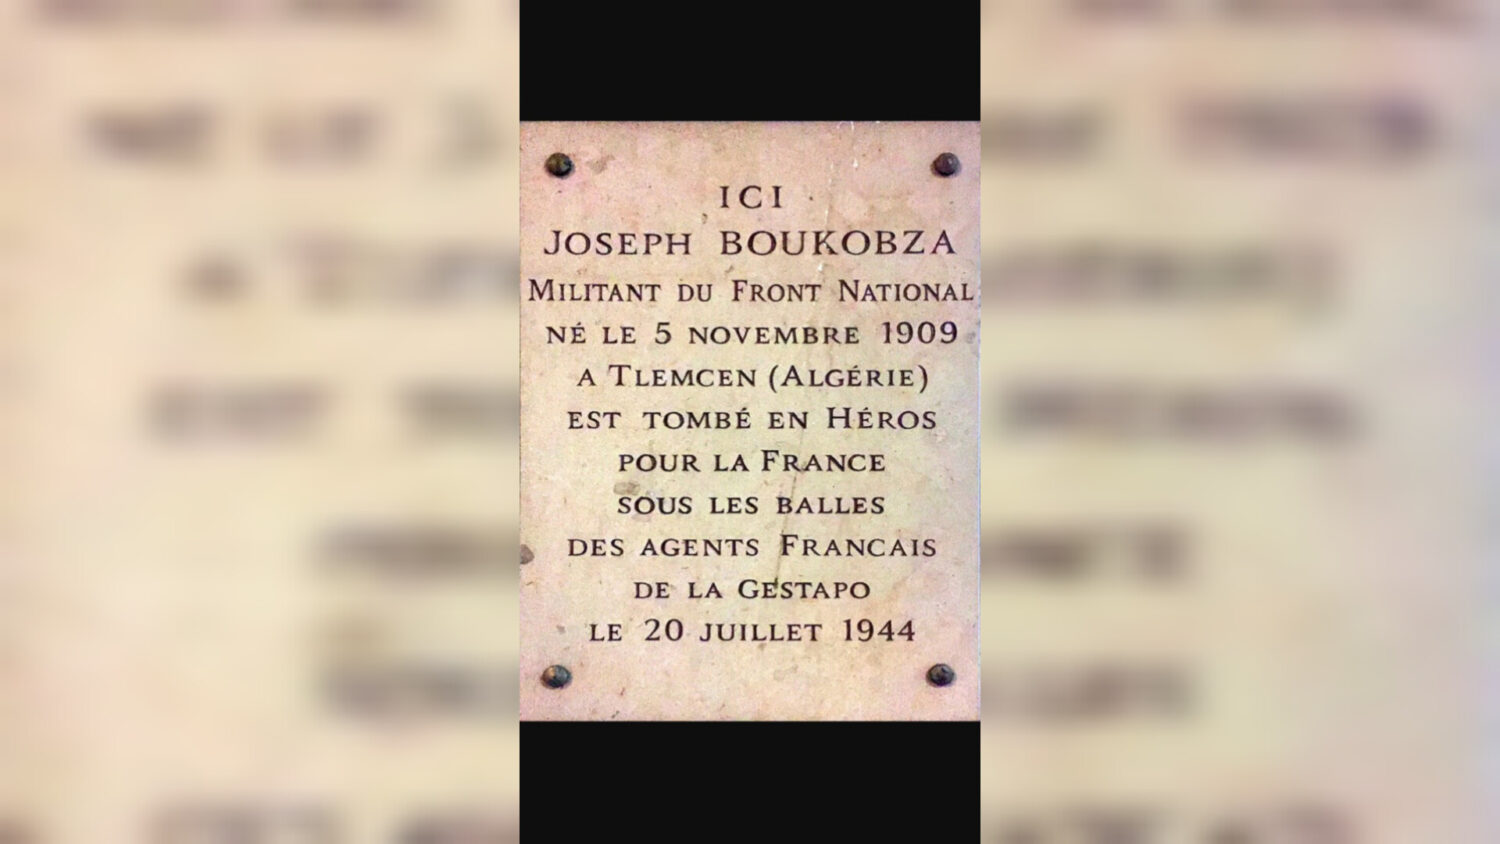 ICI
JOSEPH BOUKOBZA
MILITANT DU FRONT NATIONAL
NÉ LE 5 NOVEMBRE 1909
A TLEMCEN (ALGÉRIE)
EST TOMBÉ EN HÉROS
POUR LA FRANCE
SOUS LES BALLES
DES AGENTS FRANCAIS
DE LA GESTAPO
LE 20 JUILLET 1944